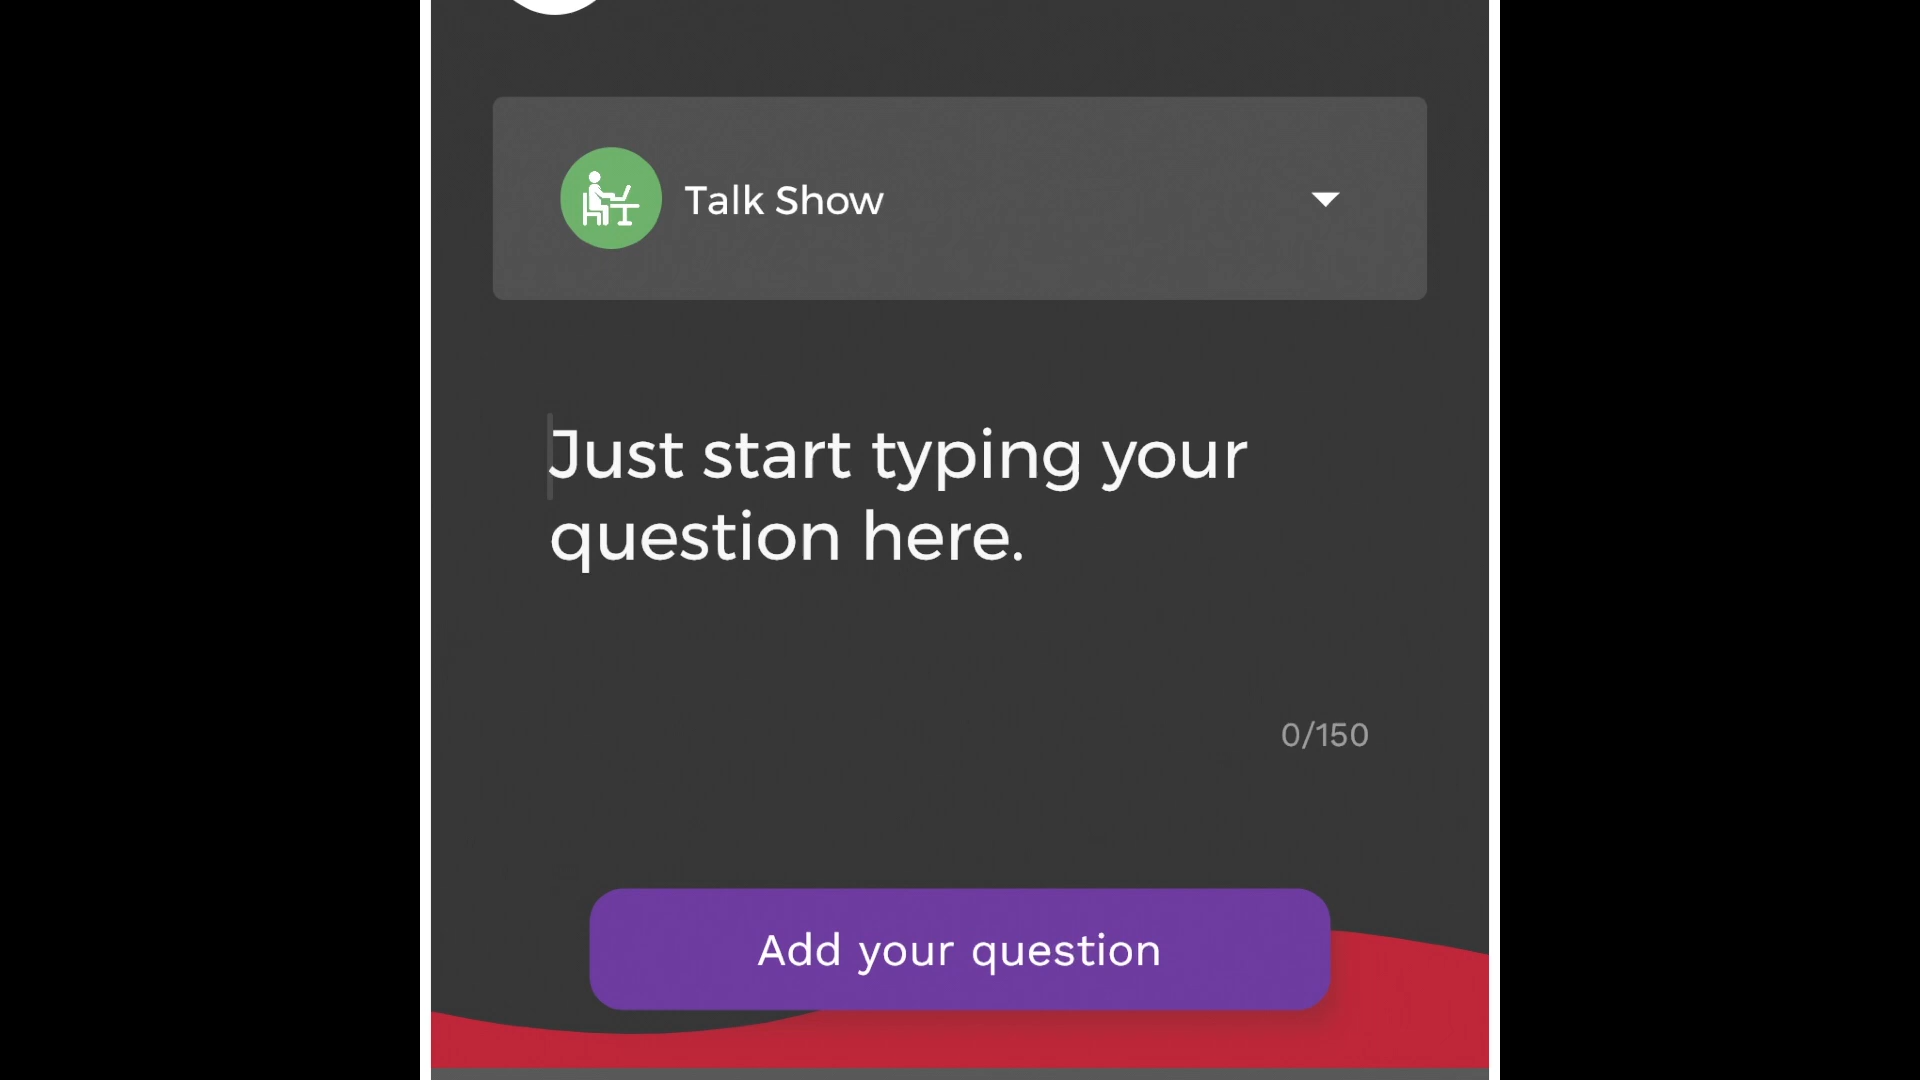 Talk Show
Just start typing your
question here.
0/150
Add your question